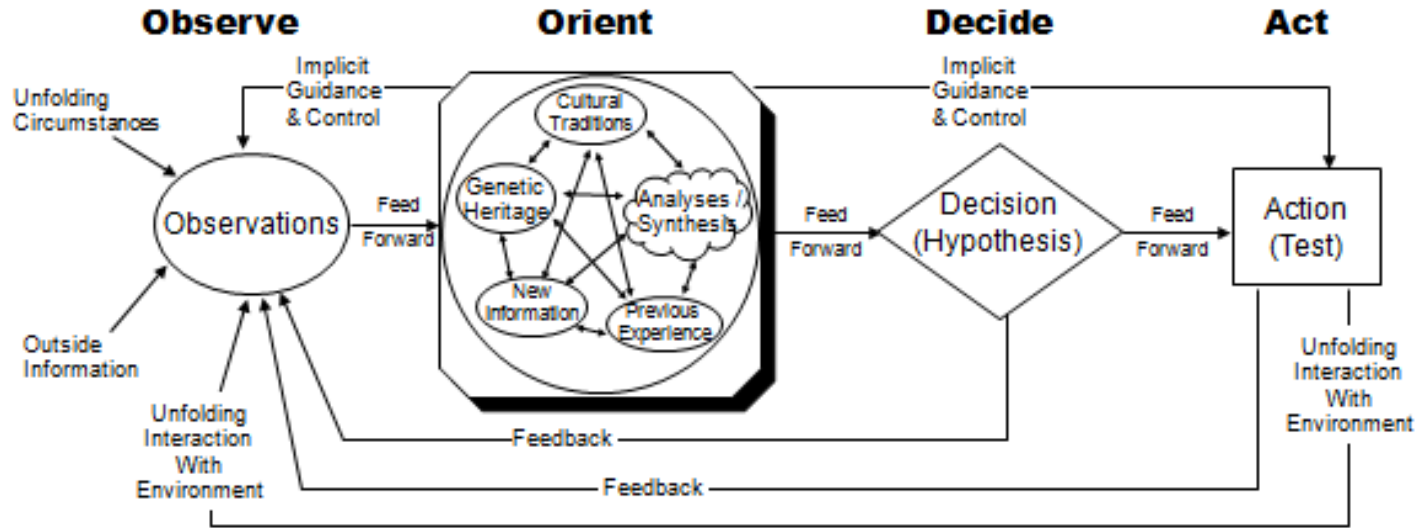 Observe
Orient
Decide
Act
Implicit
Guidance
& Control
Implicit
Guidance
& Control
Unfolding
Circumstances
Cultural
Traditions
Genetic
Heritage
Analyses /
Synthesis
New
Information
Previous
Experience
Observations
Feed
Forward
Feed
Forward
Decision
(Hypothesis)
Feed
Forward
Action
(Test)
Outside
Information
Unfolding
Interaction
With
Environment
Unfolding
Interaction
With
Environment
Feedback
Feedback